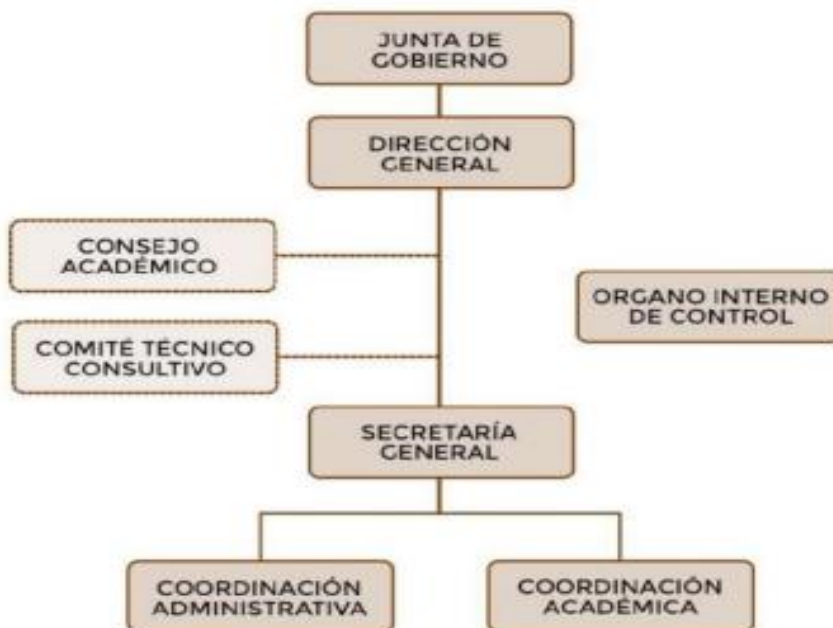 JUNTA DE
GOBIERNO
DIRECCIÓN
GENERAL
CONSEJO
ACADÉMICO
ORGANO INTERNO
DE CONTROL
COMITÉ TÉCNICO
CONSULTIVO
SECRETARÍA
GENERAL
COORDINACIÓN
ADMINISTRATIVA
COORDINACIÓN
ACADÉMICA